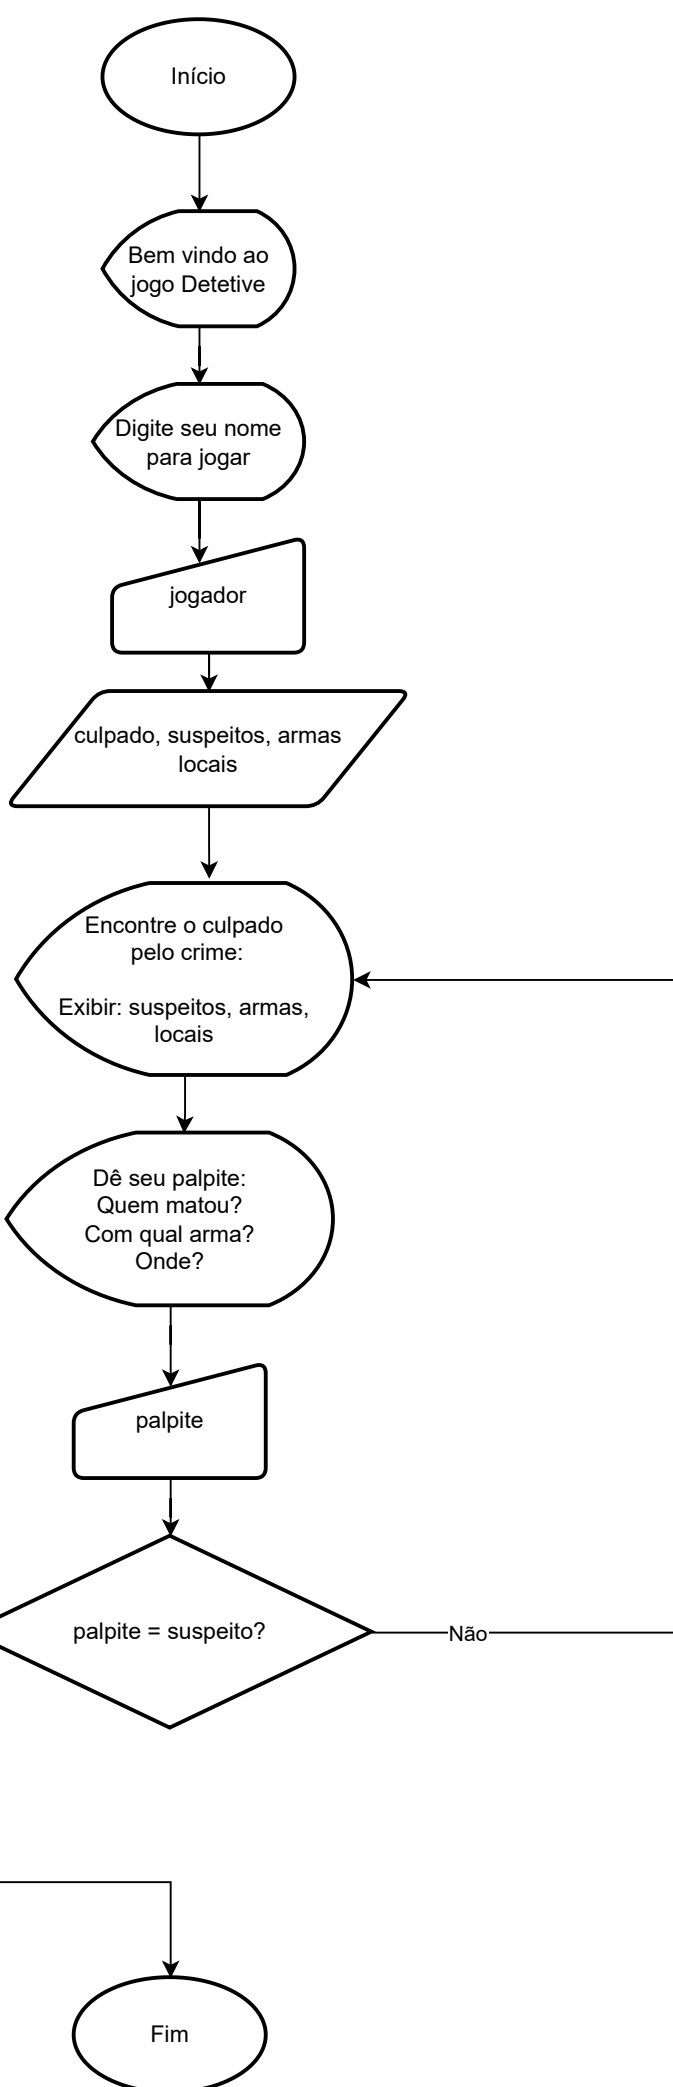 Início
Bem vindo ao
jogo Detetive
Digite seu nome
para jogar
jogador
culpado, suspeitos, armas
locais
Encontre o culpado
pelo crime:
Exibir: suspeitos, armas,
locais
Dê seu palpite:
Quem matou?
Com qual arma?
Onde?
palpite
palpite = suspeito?
Não
Fim